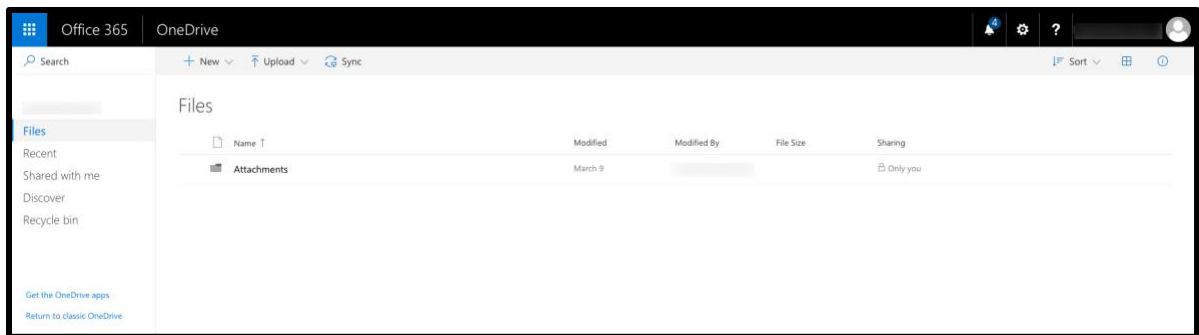 Office 365 OneDrive 4 ?
Search + New Upload Sync Sort
Files
Files
Name ↑ Modified Modified By File Size Sharing
Attachments March 9 Only you
Recent
Shared with me
Discover
Recycle bin
Get the OneDrive apps
Return to classic OneDrive